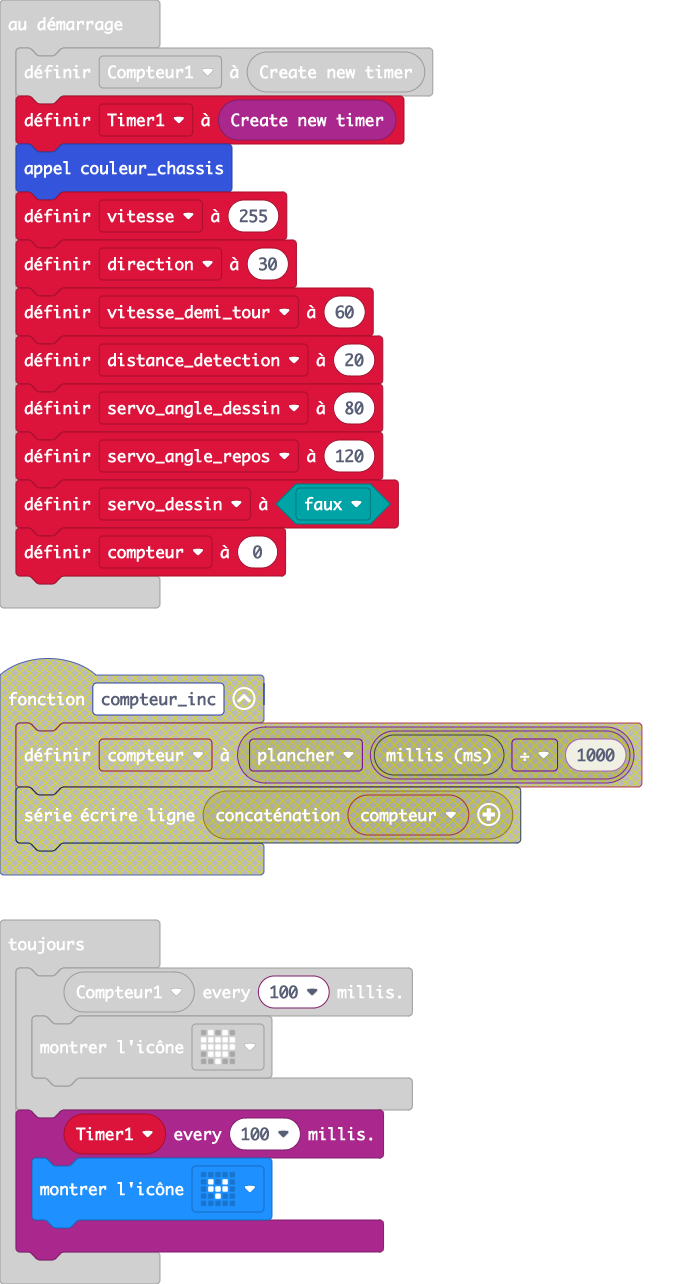 au démarrage
définir Compteur1 à Create new timer
définir Timer1 à Create new timer
appel couleur_chassis
définir vitesse à 255
définir direction à 30
définir vitesse_demi_tour à 60
définir distance_detection à 20
définir servo_angle_dessin à 80
définir servo_angle_repos à 120
définir servo_dessin à faux
définir compteur à 0
fonction compteur_inc
définir compteur à plancher millis (ms) ÷ 1000
série écrire ligne concaténation compteur
toujours
Compteur1 every 100 millis.
montrer l'icône
Timer1 every 100 millis.
montrer l'icône